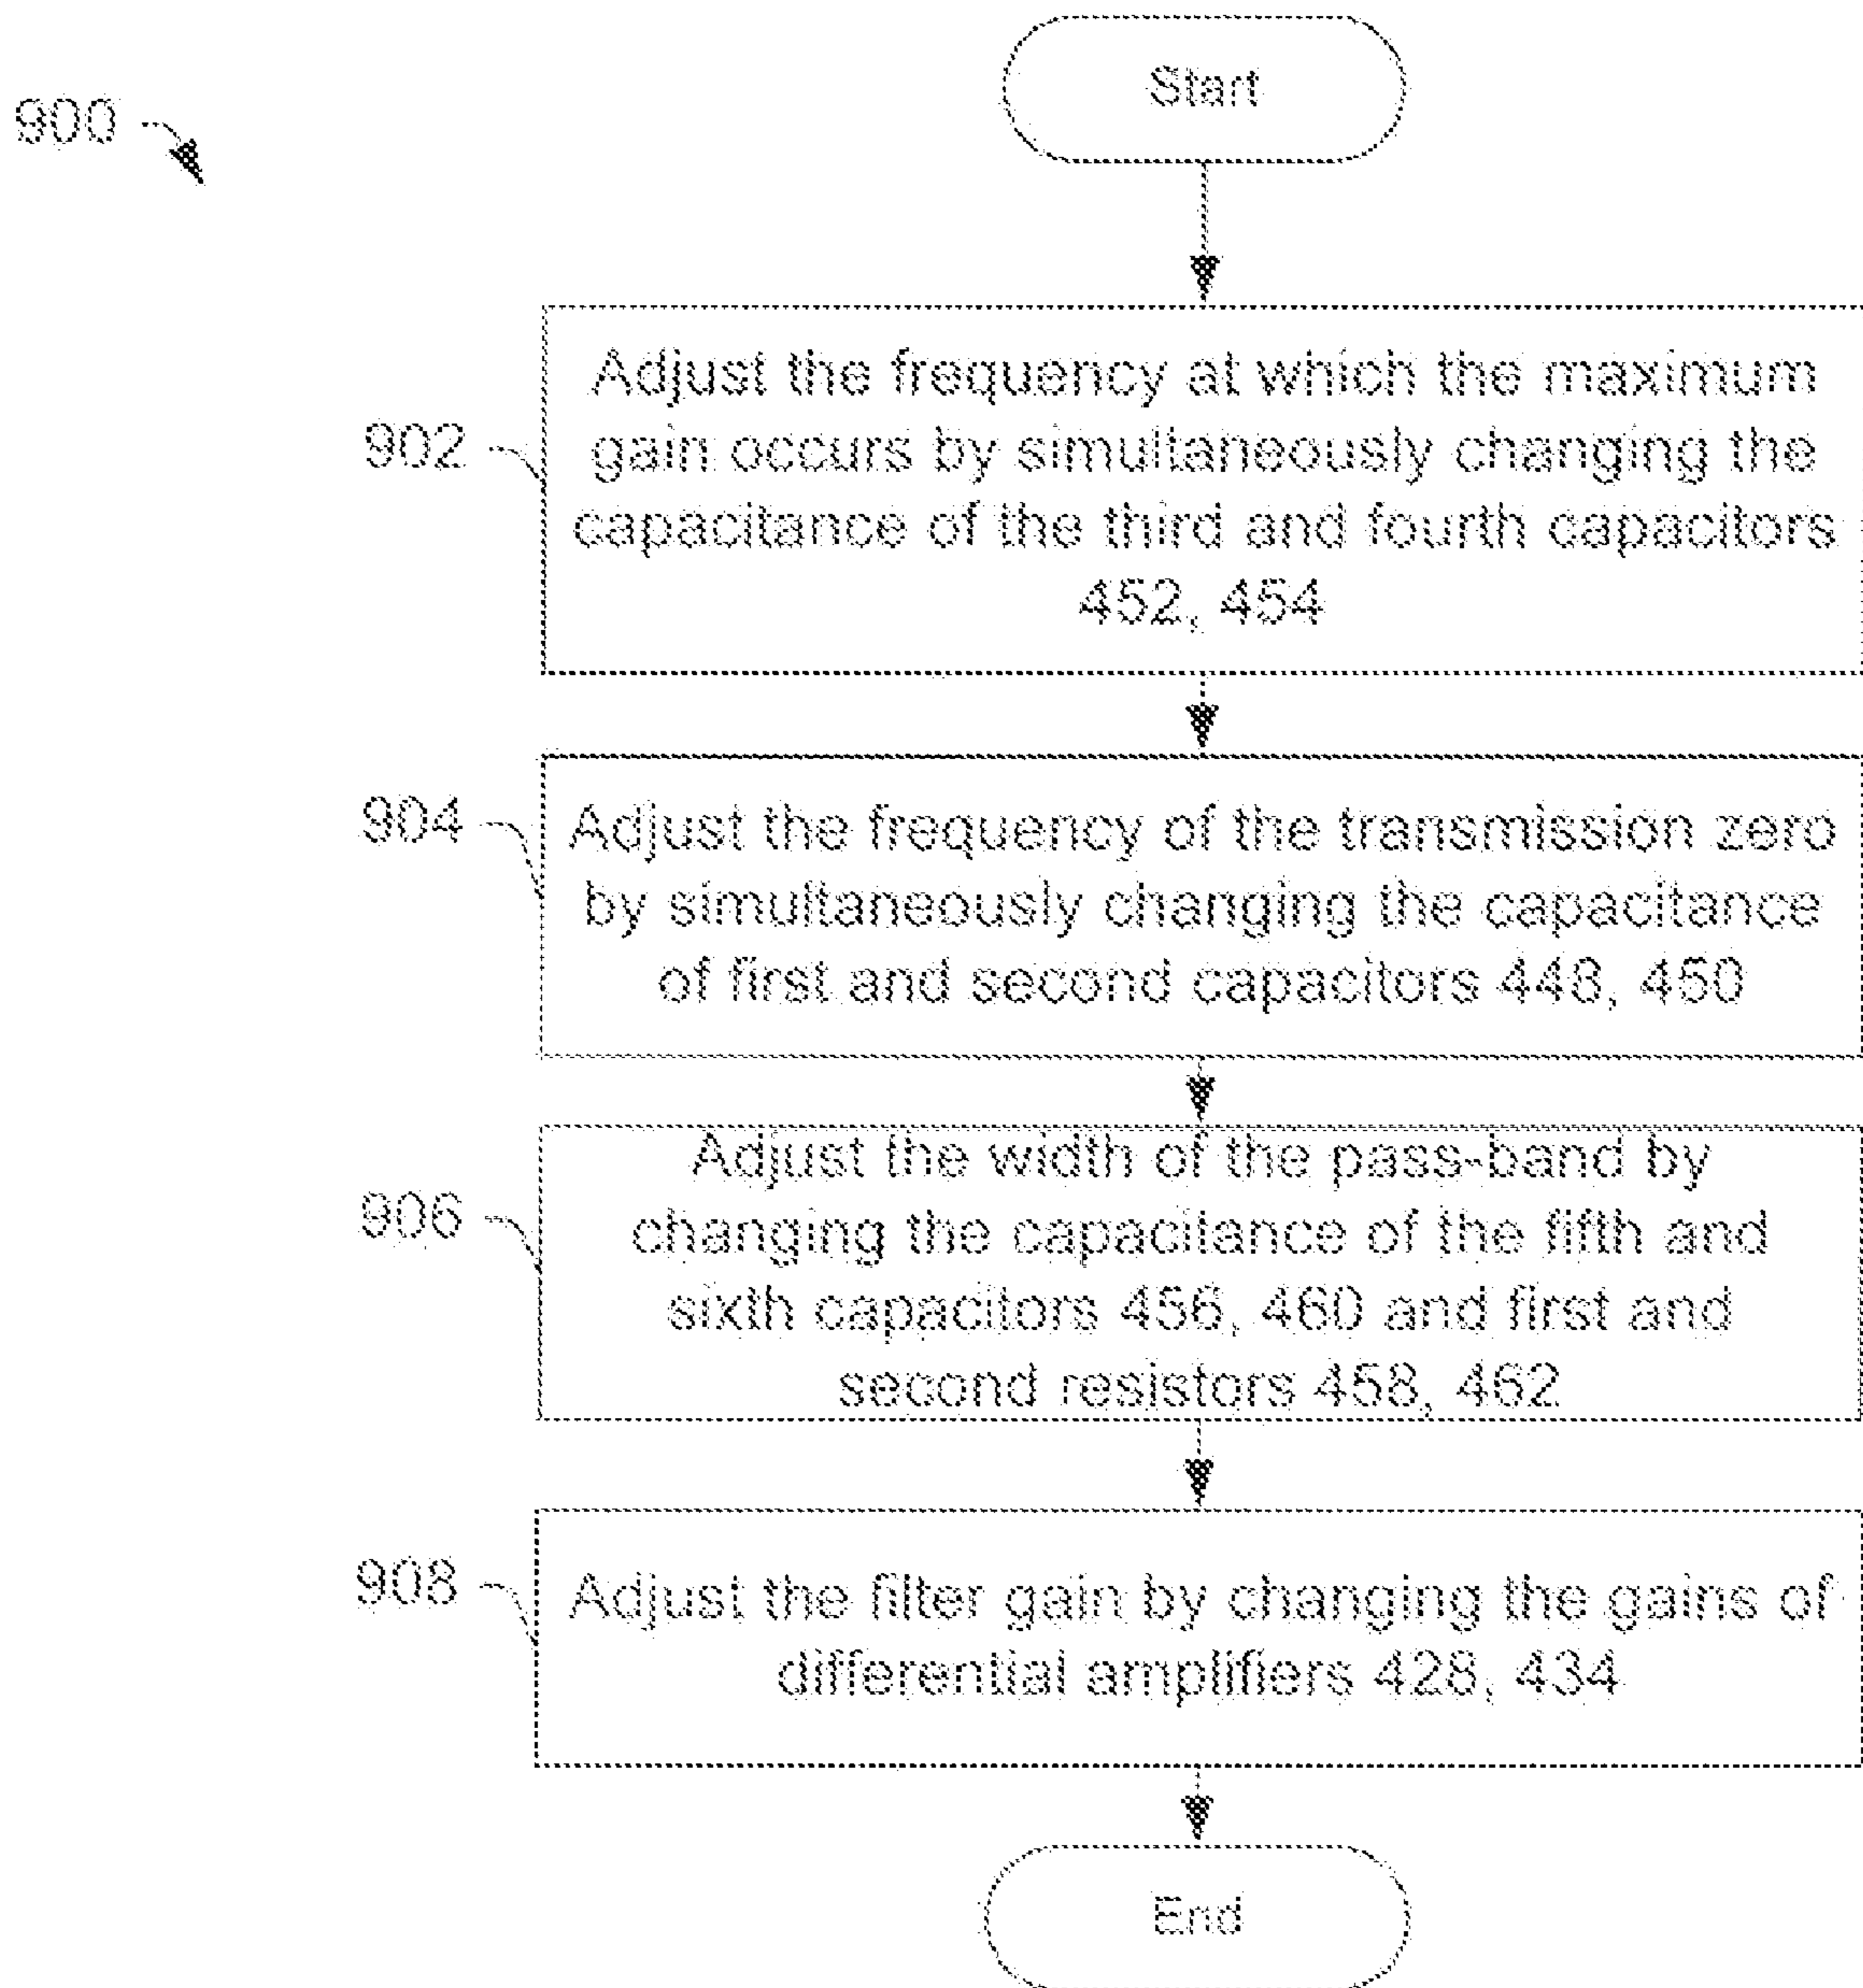 900
Start
902
Adjust the frequency at which the maximum
gain occurs by simultaneously changing the
capacitance of the third and fourth capacitors
452, 454
904
Adjust the frequency of the transmission zero
by simultaneously changing the capacitance
of first and second capacitors 448, 450
906
Adjust the width of the pass-band by
changing the capacitance of the fifth and
sixth capacitors 456, 460 and first and
second resistors 458, 462
908
Adjust the filter gain by changing the gains of
differential amplifiers 428, 434
End